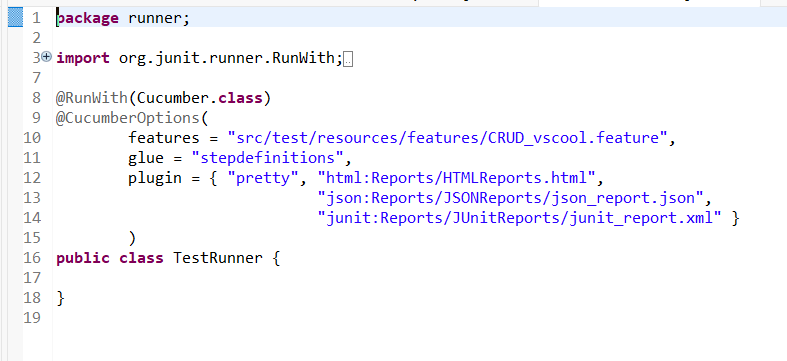 1 package runner;
2
3 import org.junit.runner.RunWith;
7
8 @RunWith(Cucumber.class)
9 @CucumberOptions(
10 features = "src/test/resources/features/CRUD_vscool.feature",
11 glue = "stepdefinitions",
12 plugin = { "pretty", "html:Reports/HTMLReports.html",
13 "json:Reports/JSONReports/json_report.json",
14 "junit:Reports/JUnitReports/junit_report.xml" }
15 )
16 public class TestRunner {
17
18 }
19